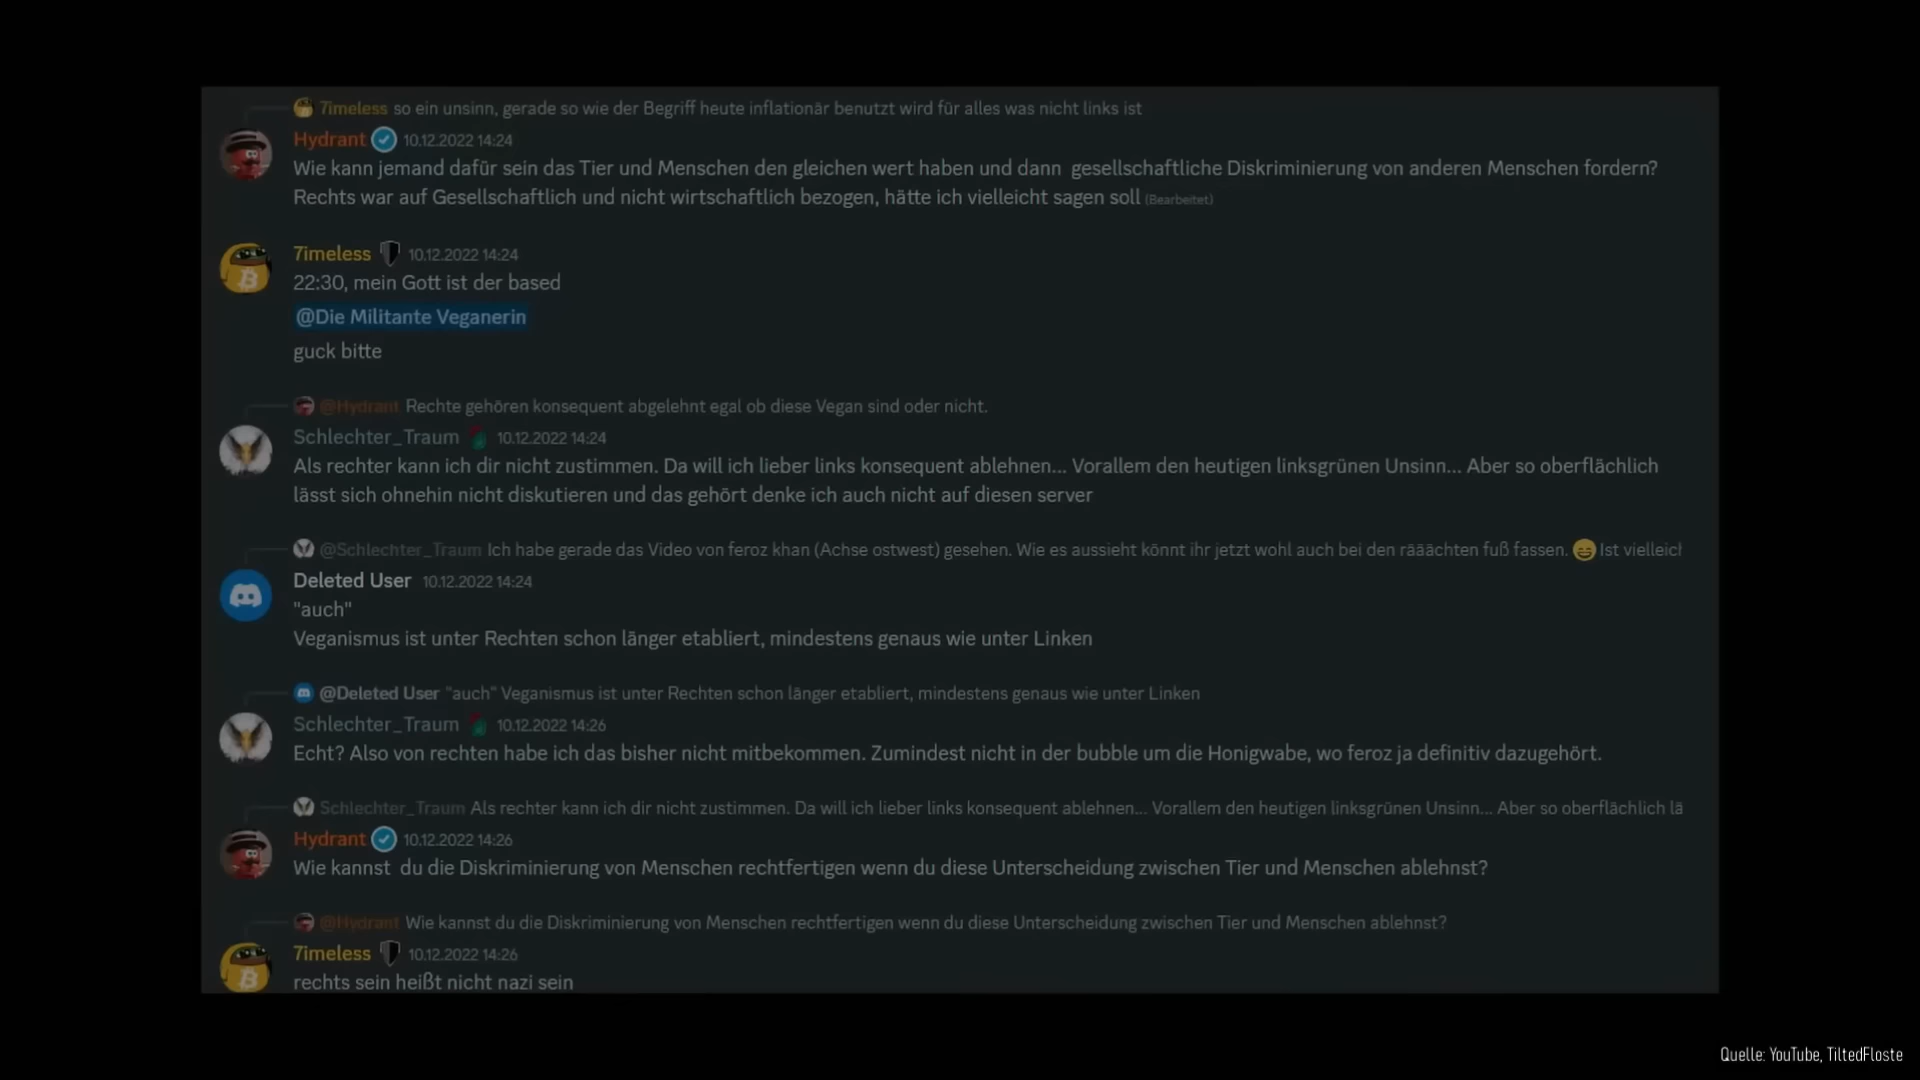 7imeless so ein unsinn, gerade so wie der Begriff heute inflationär benutzt wird für alles was nicht links ist
Hydrant 10.12.2022 14:24
Wie kann jemand dafür sein das Tier und Menschen den gleichen wert haben und dann gesellschaftliche Diskriminierung von anderen Menschen fordern?
Rechts war auf Gesellschaftlich und nicht wirtschaftlich bezogen, hätte ich vielleicht sagen soll (Bearbeitet)
7imeless 10.12.2022 14:24
22:30, mein Gott ist der based
@Die Militante Veganerin
guck bitte
@Hydrant Rechte gehören konsequent abgelehnt egal ob diese Vegan sind oder nicht.
Schlechter_Traum 10.12.2022 14:24
Als rechter kann ich dir nicht zustimmen. Da will ich lieber links konsequent ablehnen... Vorallem den heutigen linksgrünen Unsinn... Aber so oberflächlich
lässt sich ohnehin nicht diskutieren und das gehört denke ich auch nicht auf diesen server
@Schlechter_Traum Ich habe gerade das Video von feroz khan (Achse ostwest) gesehen. Wie es aussieht könnt ihr jetzt wohl auch bei den rääächten fuß fassen. 😄 Ist vielleich
Deleted User 10.12.2022 14:24
"auch"
Veganismus ist unter Rechten schon länger etabliert, mindestens genaus wie unter Linken
@Deleted User "auch" Veganismus ist unter Rechten schon länger etabliert, mindestens genaus wie unter Linken
Schlechter_Traum 10.12.2022 14:26
Echt? Also von rechten habe ich das bisher nicht mitbekommen. Zumindest nicht in der bubble um die Honigwabe, wo feroz ja definitiv dazugehört.
Schlechter_Traum Als rechter kann ich dir nicht zustimmen. Da will ich lieber links konsequent ablehnen... Vorallem den heutigen linksgrünen Unsinn... Aber so oberflächlich lä
Hydrant 10.12.2022 14:26
Wie kannst du die Diskriminierung von Menschen rechtfertigen wenn du diese Unterscheidung zwischen Tier und Menschen ablehnst?
@Hydrant Wie kannst du die Diskriminierung von Menschen rechtfertigen wenn du diese Unterscheidung zwischen Tier und Menschen ablehnst?
7imeless 10.12.2022 14:26
rechts sein heißt nicht nazi sein
Quelle: YouTube, TiltedFloste